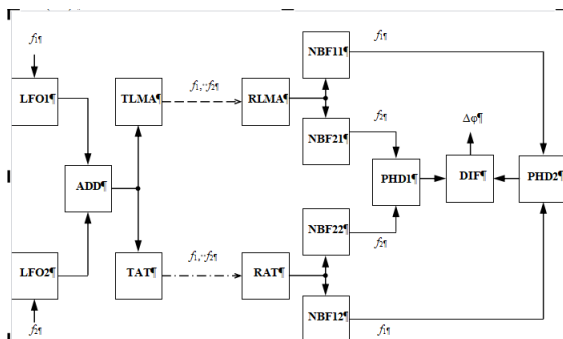 f1¶
f1¶
LFO1¶
TLMA¶
f1,··f2¶
RLMA¶
NBF11¶
NBF21¶
f2¶
Δφ¶
ADD¶
PHD1¶
DIF¶
PHD2¶
NBF22¶
f2¶
LFO2¶
TAT¶
f1,··f2¶
RAT¶
NBF12¶
f2¶
f1¶